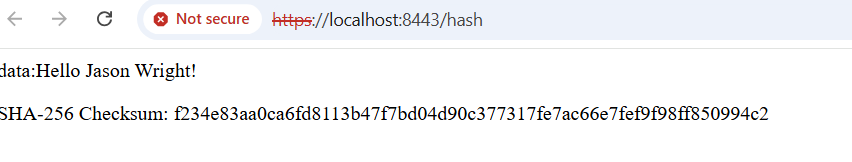 Not secure https://localhost:8443/hash
data:Hello Jason Wright!
SHA-256 Checksum: f234e83aa0ca6fd8113b47f7bd04d90c377317fe7ac66e7fef9f98ff850994c2